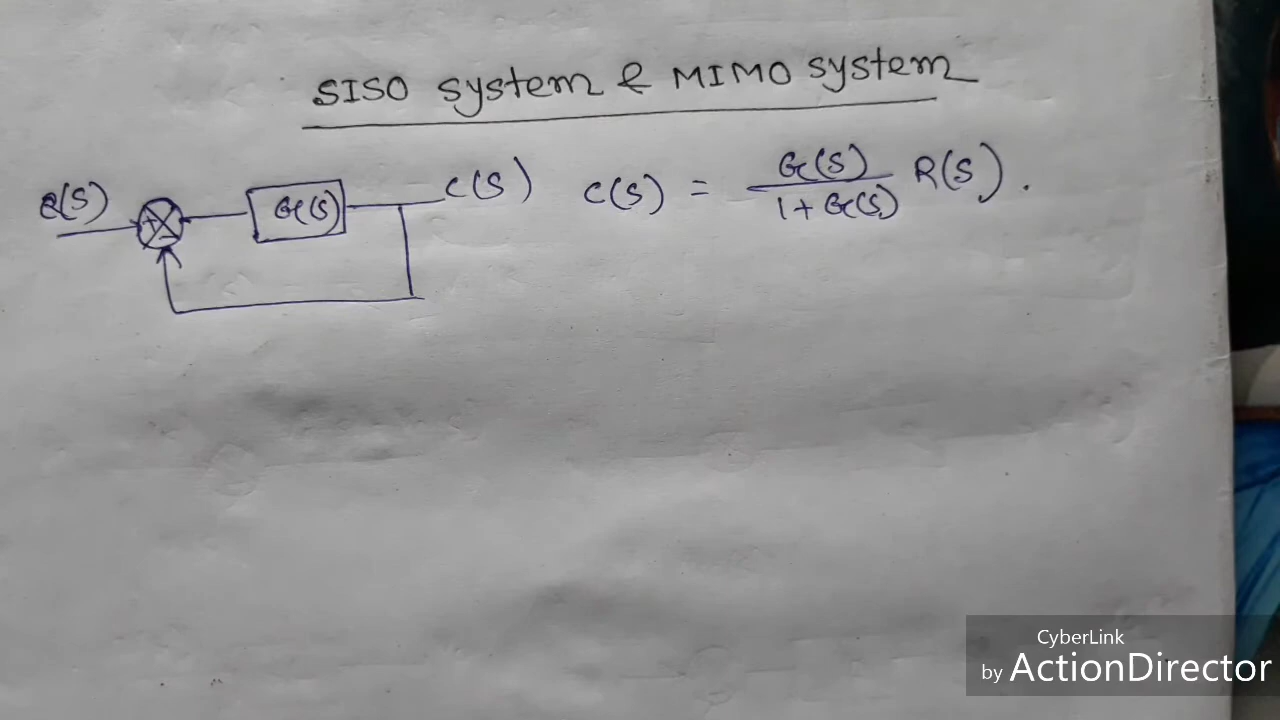 SISO system & MIMO system
R(S) G(S) C(S) C(S) = G(S) / 1+G(S) R(S).
+ -
CyberLink
by ActionDirector